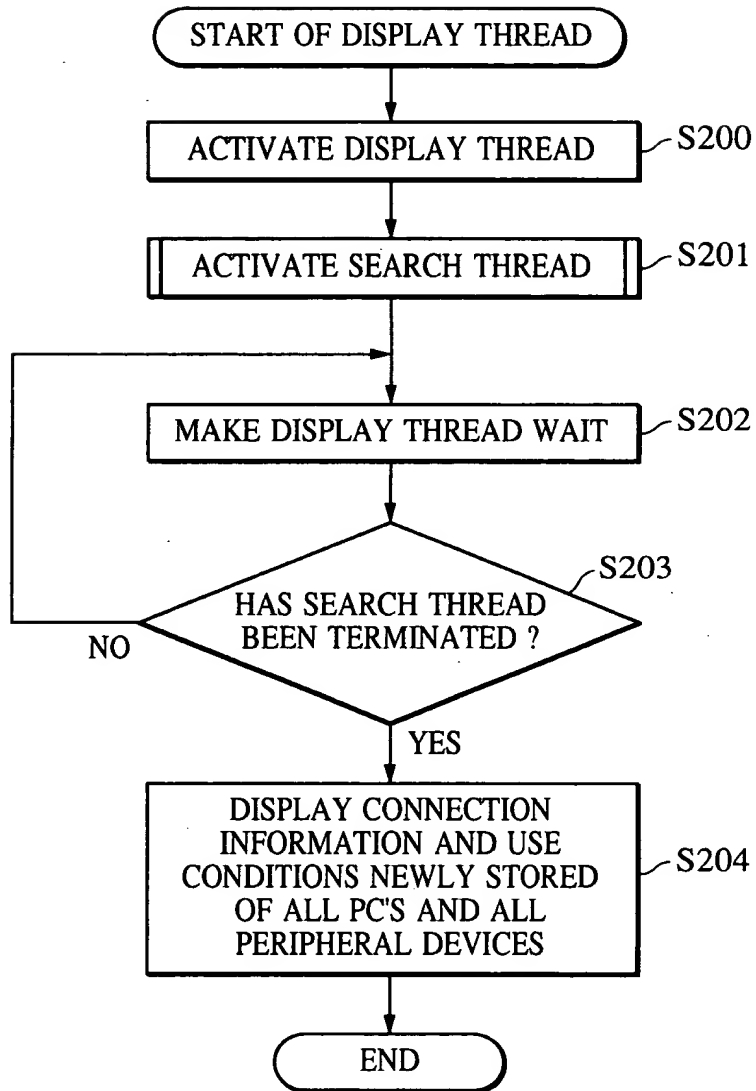 START OF DISPLAY THREAD
ACTIVATE DISPLAY THREAD
S200
ACTIVATE SEARCH THREAD
S201
MAKE DISPLAY THREAD WAIT
S202
S203
HAS SEARCH THREAD
BEEN TERMINATED ?
NO
YES
DISPLAY CONNECTION
INFORMATION AND USE
CONDITIONS NEWLY STORED
OF ALL PC'S AND ALL
PERIPHERAL DEVICES
S204
END